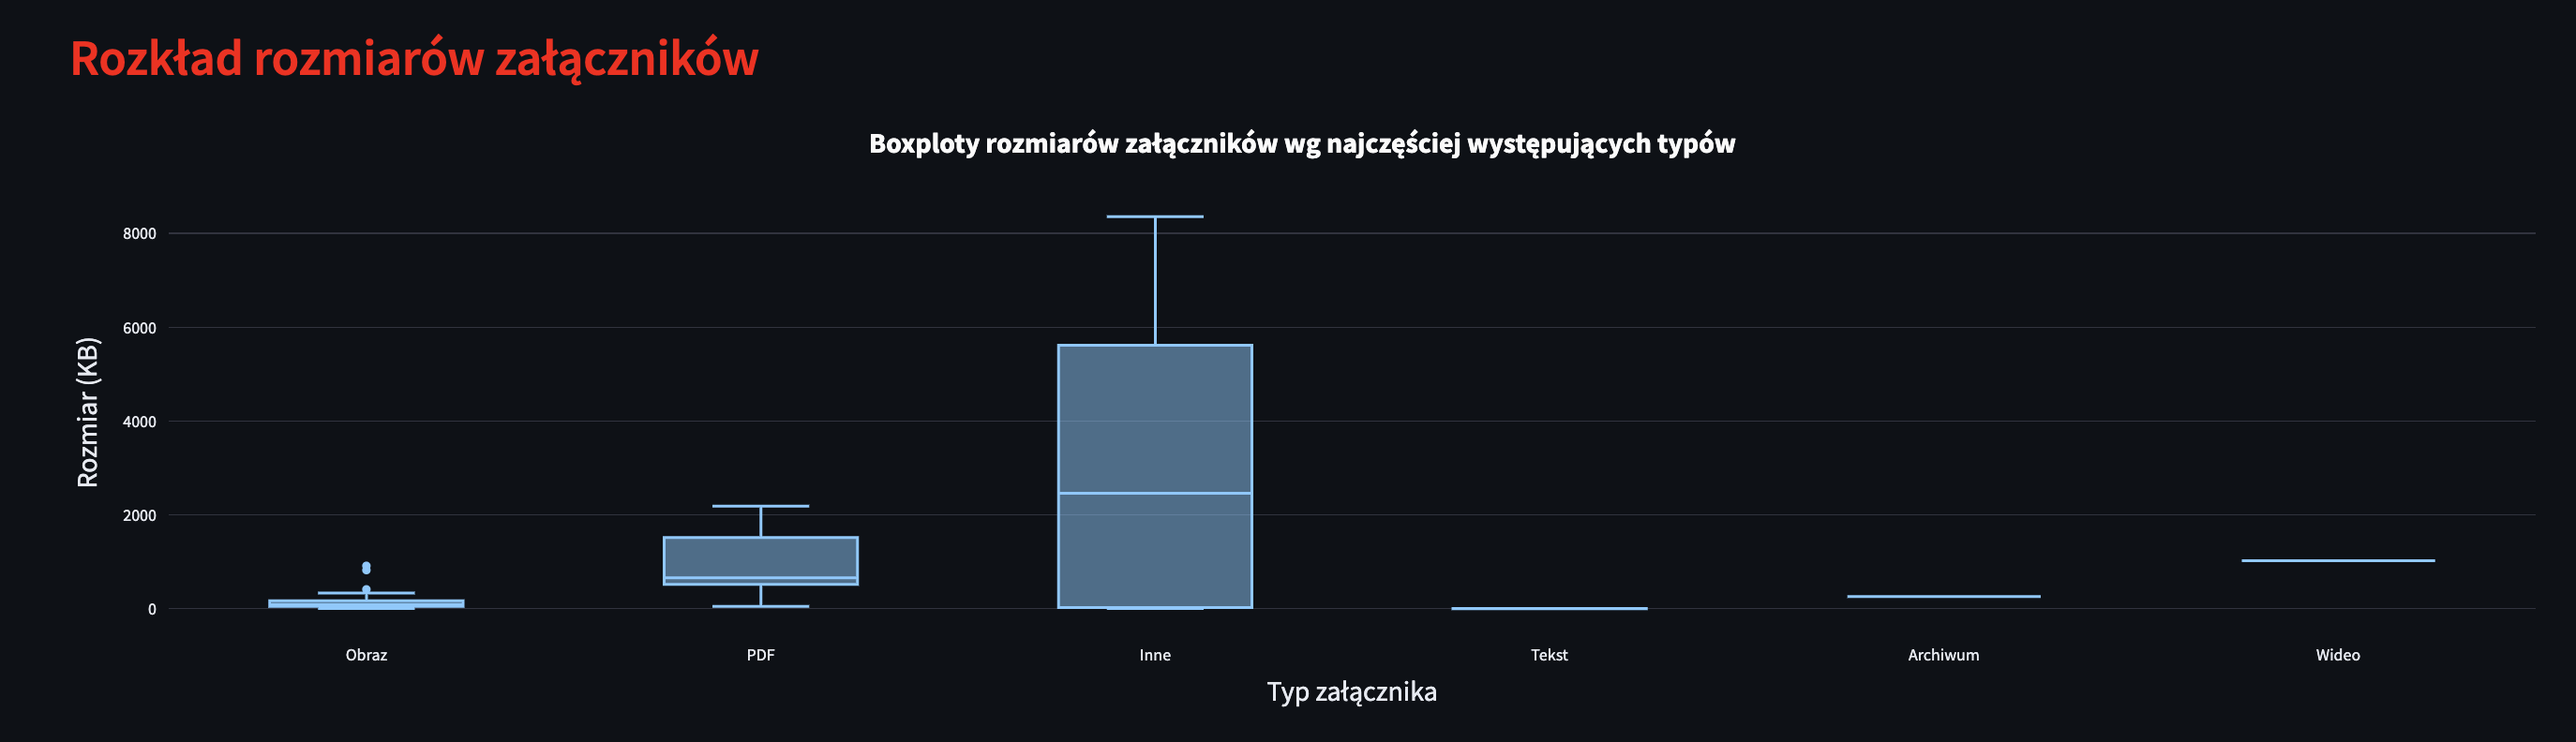 Rozkład rozmiarów załączników
Boxploty rozmiarów załączników wg najczęściej występujących typów
Rozmiar (KB)
8000
6000
4000
2000
0
Obraz PDF Inne Tekst Archiwum Wideo
Typ załącznika